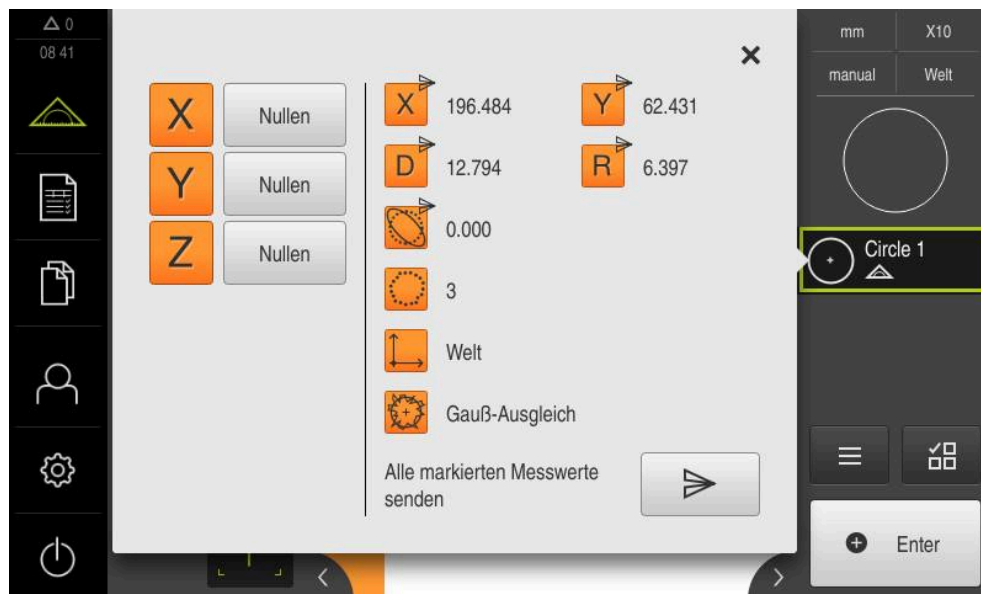 0
08 41
X Nullen
Y Nullen
Z Nullen
X 196.484 Y 62.431
D 12.794 R 6.397
0.000
3
Welt
Gauß-Ausgleich
Alle markierten Messwerte
senden
mm X10
manual Welt
Circle 1
Enter